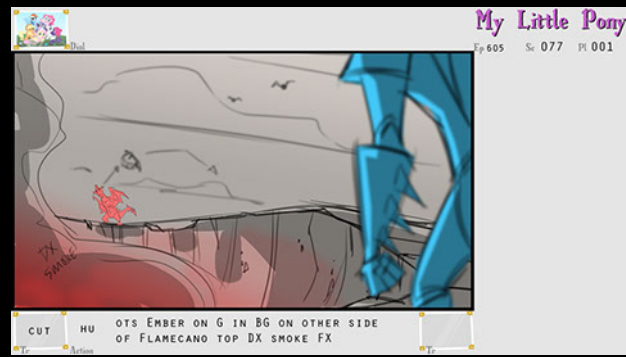 My Little Pony
Dial
Ep 605 Sc 077 Pl 001
DX
SMOKE
CUT HU OTS EMBER ON G IN BG ON OTHER SIDE
OF FLAMECANO TOP DX SMOKE FX
Tr Action Tr